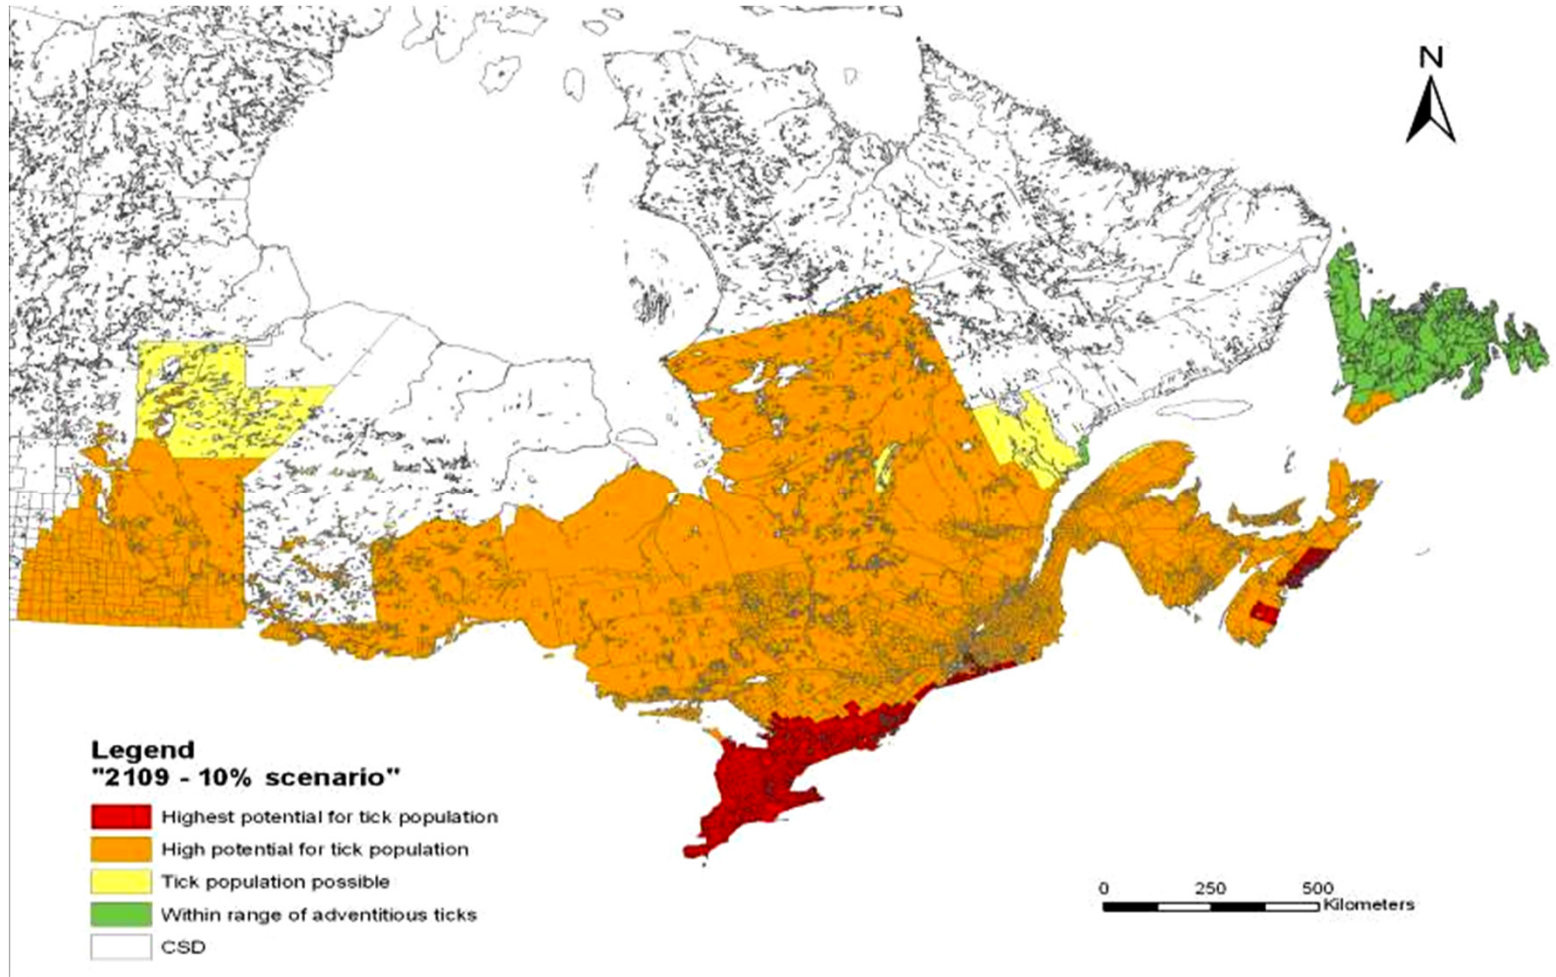 N
Legend
"2109 - 10% scenario"
Highest potential for tick population
High potential for tick population
Tick population possible
Within range of adventitious ticks
CSD
0 250 500
Kilometers